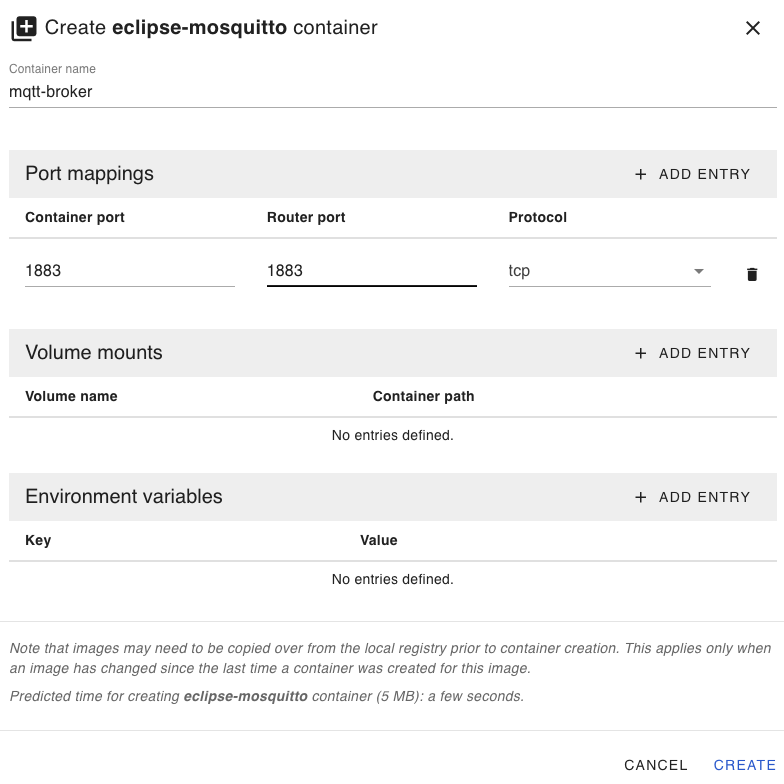 Create eclipse-mosquitto container
Container name
mqtt-broker
Port mappings
+ ADD ENTRY
Container port Router port Protocol
1883 1883 tcp
Volume mounts
+ ADD ENTRY
Volume name Container path
No entries defined.
Environment variables
+ ADD ENTRY
Key Value
No entries defined.
Note that images may need to be copied over from the local registry prior to container creation. This applies only when
an image has changed since the last time a container was created for this image.
Predicted time for creating eclipse-mosquitto container (5 MB): a few seconds.
CANCEL CREATE